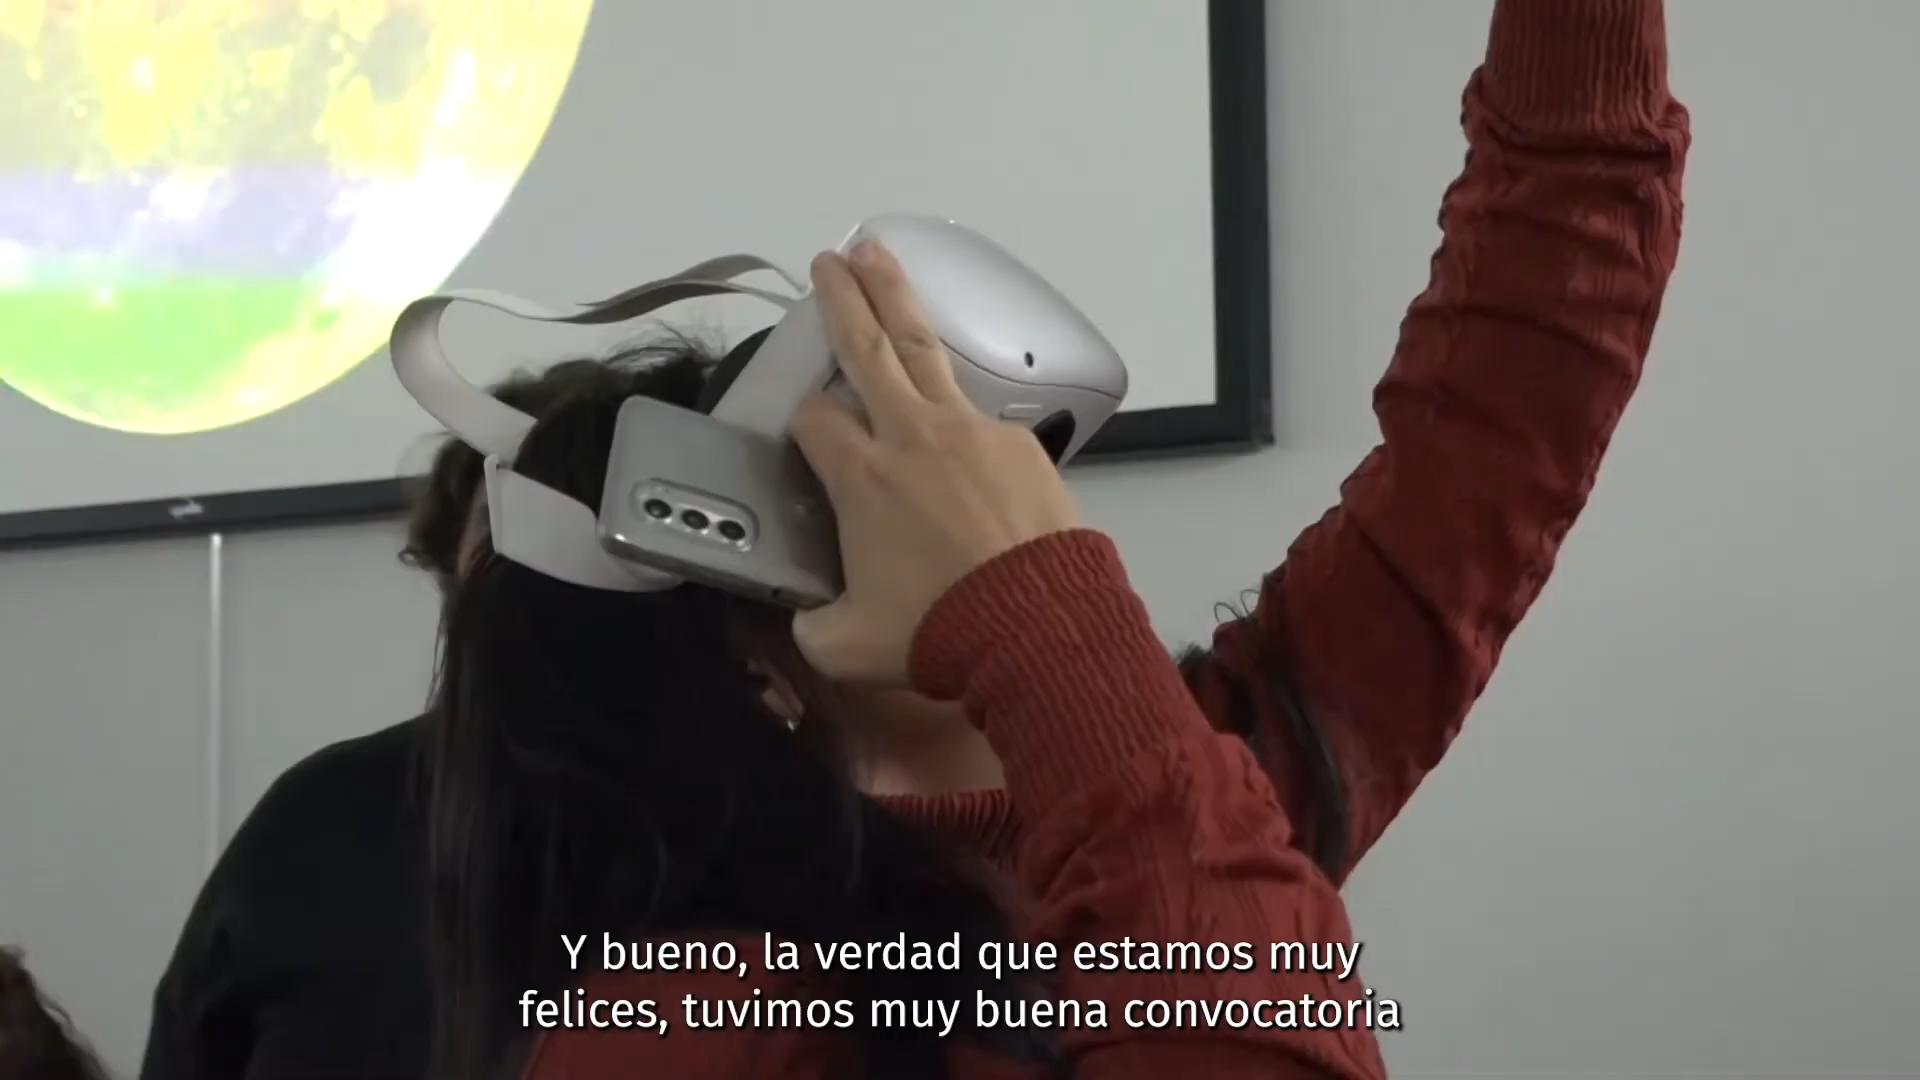 Y bueno, la verdad que estamos muy
felices, tuvimos muy buena convocatoria